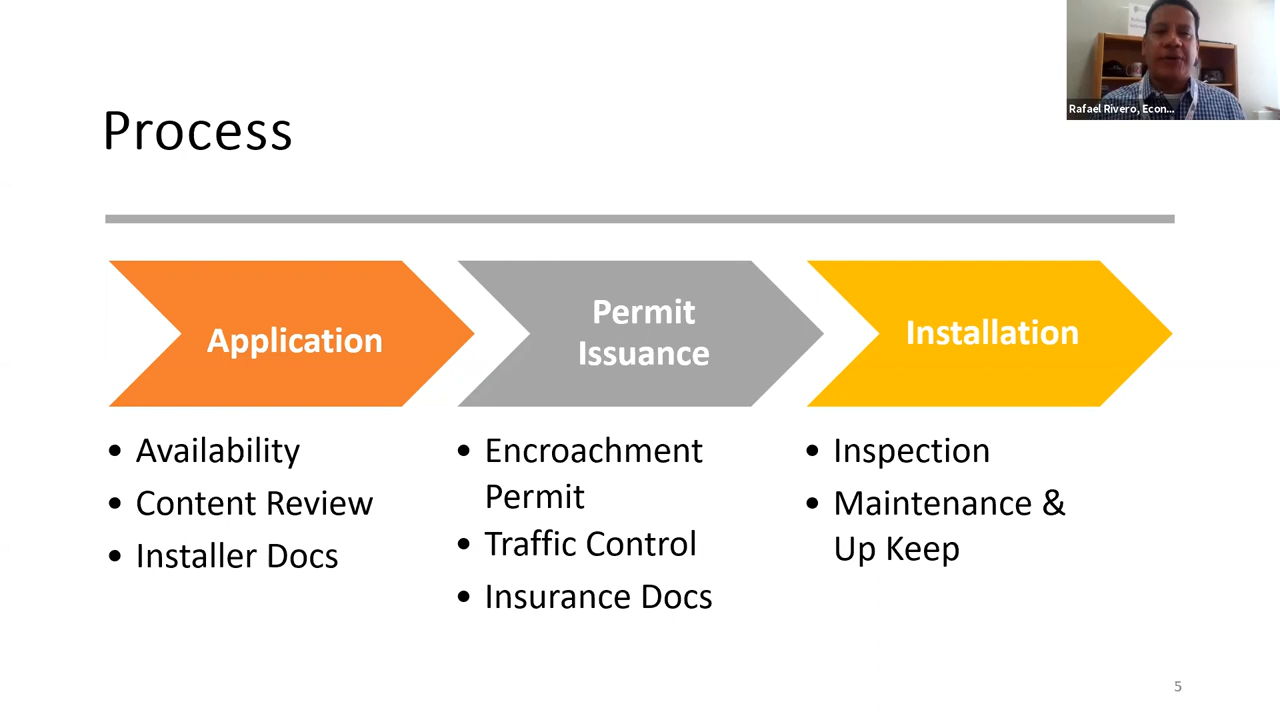 Process
Rafael Rivero, Econ...
Application
Permit
Issuance
Installation
• Availability
• Content Review
• Installer Docs
• Encroachment
Permit
• Traffic Control
• Insurance Docs
• Inspection
• Maintenance &
Up Keep
5